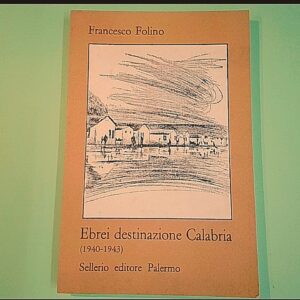 Francesco Folino
Ebrei destinazione Calabria
(1940-1943)
Sellerio editore Palermo